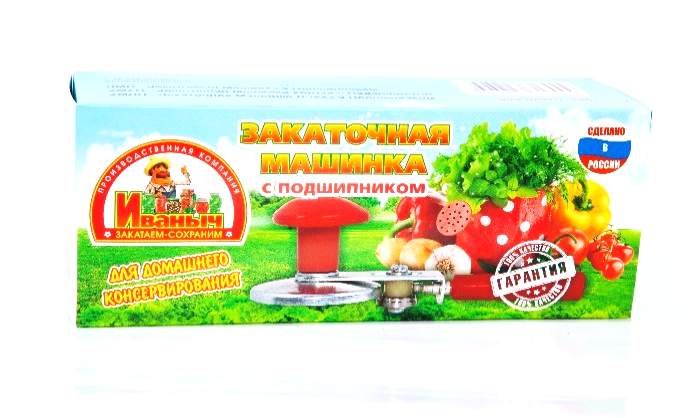 ПРОИЗВОДСТВЕННАЯ КОМПАНИЯ
Иваныч
ЗАКАТАЕМ-СОХРАНИМ
ДЛЯ ДОМАШНЕГО
КОНСЕРВИРОВАНИЯ
ЗАКАТОЧНАЯ
МАШИНКА
С ПОДШИПНИКОМ
СДЕЛАНО
В
РОССИИ
100% КАЧЕСТВО
ГАРАНТИЯ
100% КАЧЕСТВО